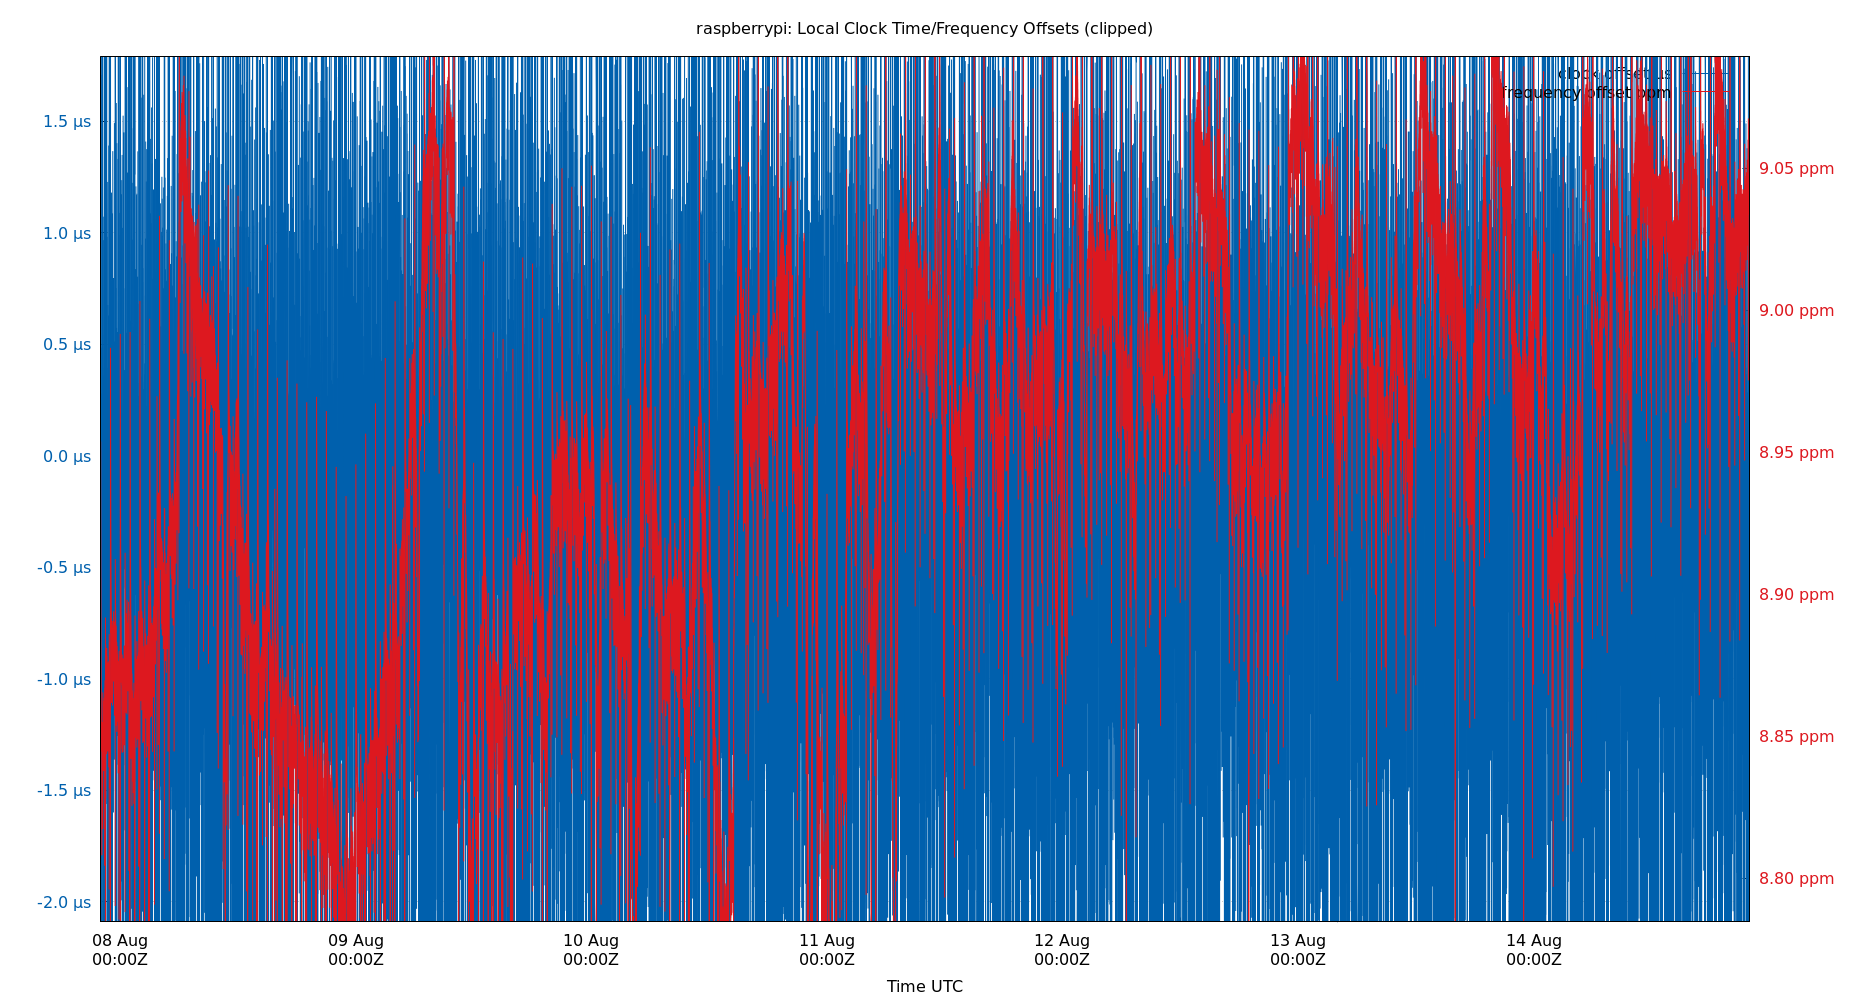 raspberrypi: Local Clock Time/Frequency Offsets (clipped)
clock offset us
frequency offset ppm
1.5 µs
1.0 µs
0.5 µs
0.0 µs
-0.5 µs
-1.0 µs
-1.5 µs
-2.0 µs
9.05 ppm
9.00 ppm
8.95 ppm
8.90 ppm
8.85 ppm
8.80 ppm
08 Aug
00:00Z
09 Aug
00:00Z
10 Aug
00:00Z
11 Aug
00:00Z
12 Aug
00:00Z
13 Aug
00:00Z
14 Aug
00:00Z
Time UTC